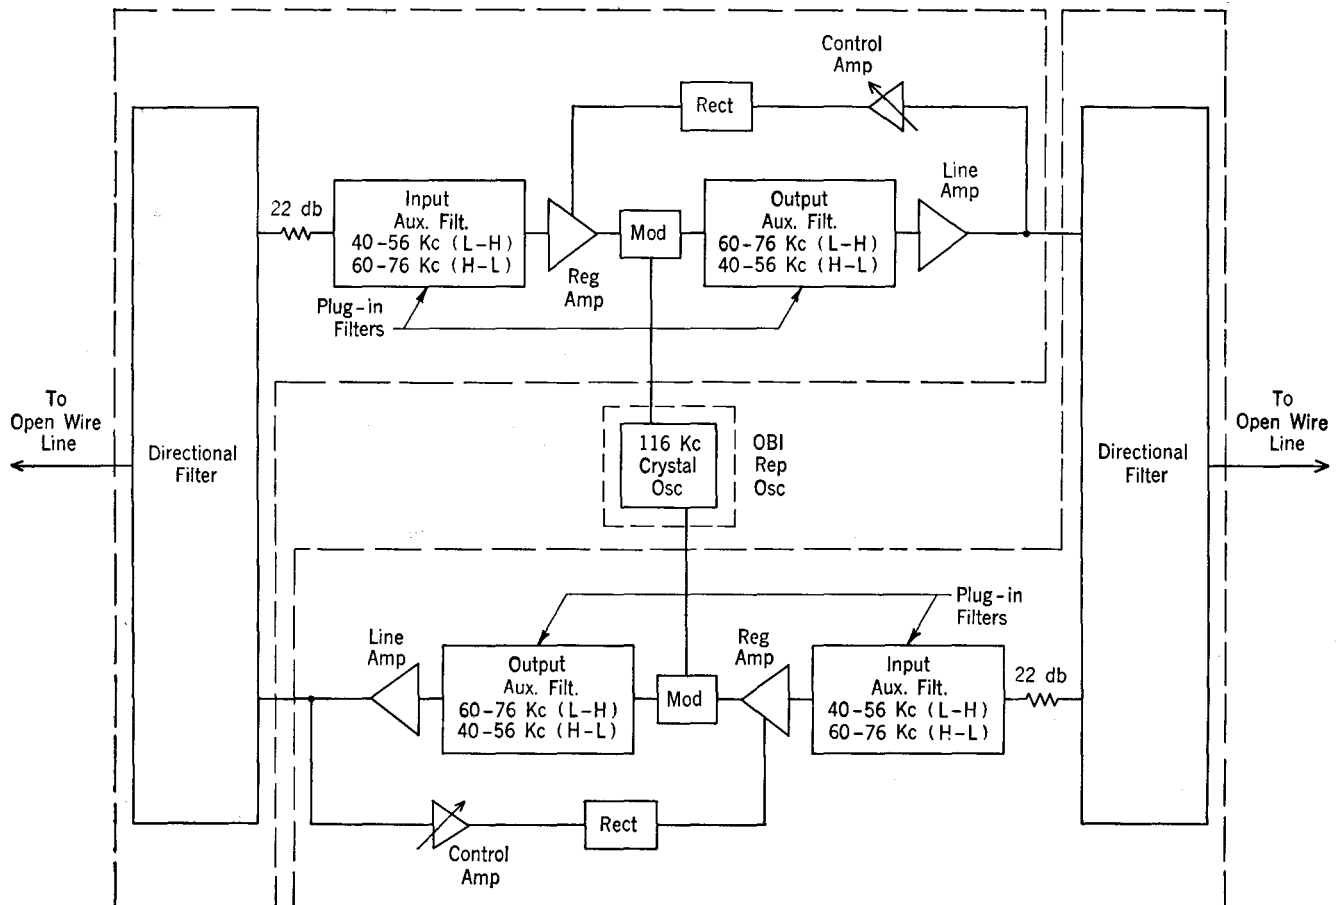 Control
Amp
Rect
22 db
Input
Aux. Filt.
40-56 Kc (L-H)
60-76 Kc (H-L)
Reg
Amp
Mod
Output
Aux. Filt.
60-76 Kc (L-H)
40-56 Kc (H-L)
Line
Amp
Plug-in
Filters
To
Open Wire
Line
Directional
Filter
116 Kc
Crystal
Osc
OBI
Rep
Osc
Directional
Filter
To
Open Wire
Line
Plug-in
Filters
Line
Amp
Output
Aux. Filt.
60-76 Kc (L-H)
40-56 Kc (H-L)
Mod
Reg
Amp
Input
Aux. Filt.
40-56 Kc (L-H)
60-76 Kc (H-L)
22 db
Control
Amp
Rect